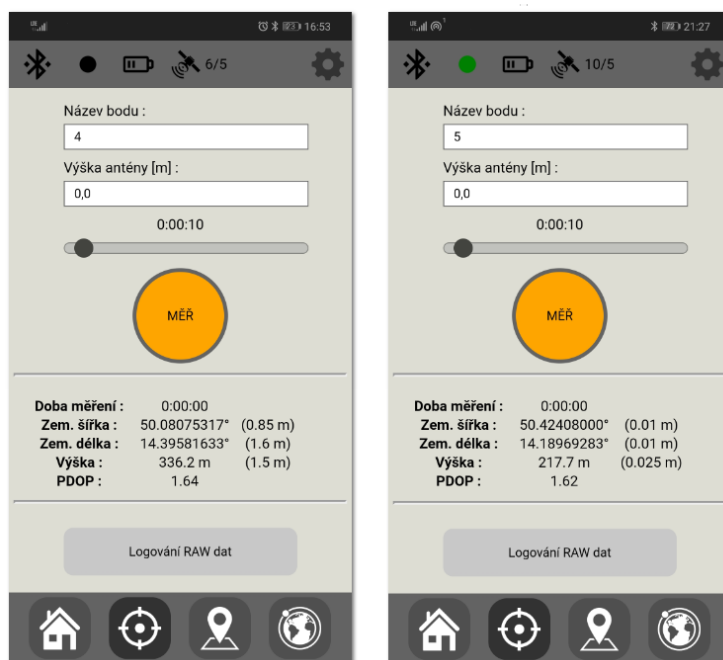 16:53
6/5
Název bodu :
4
Výška antény [m] :
0,0
0:00:10
MĚŘ
Doba měření : 0:00:00
Zem. šířka : 50.08075317° (0.85 m)
Zem. délka : 14.39581633° (1.6 m)
Výška : 336.2 m (1.5 m)
PDOP : 1.64
Logování RAW dat
21:27
10/5
Název bodu :
5
Výška antény [m] :
0,0
0:00:10
MĚŘ
Doba měření : 0:00:00
Zem. šířka : 50.42408000° (0.01 m)
Zem. délka : 14.18969283° (0.01 m)
Výška : 217.7 m (0.025 m)
PDOP : 1.62
Logování RAW dat